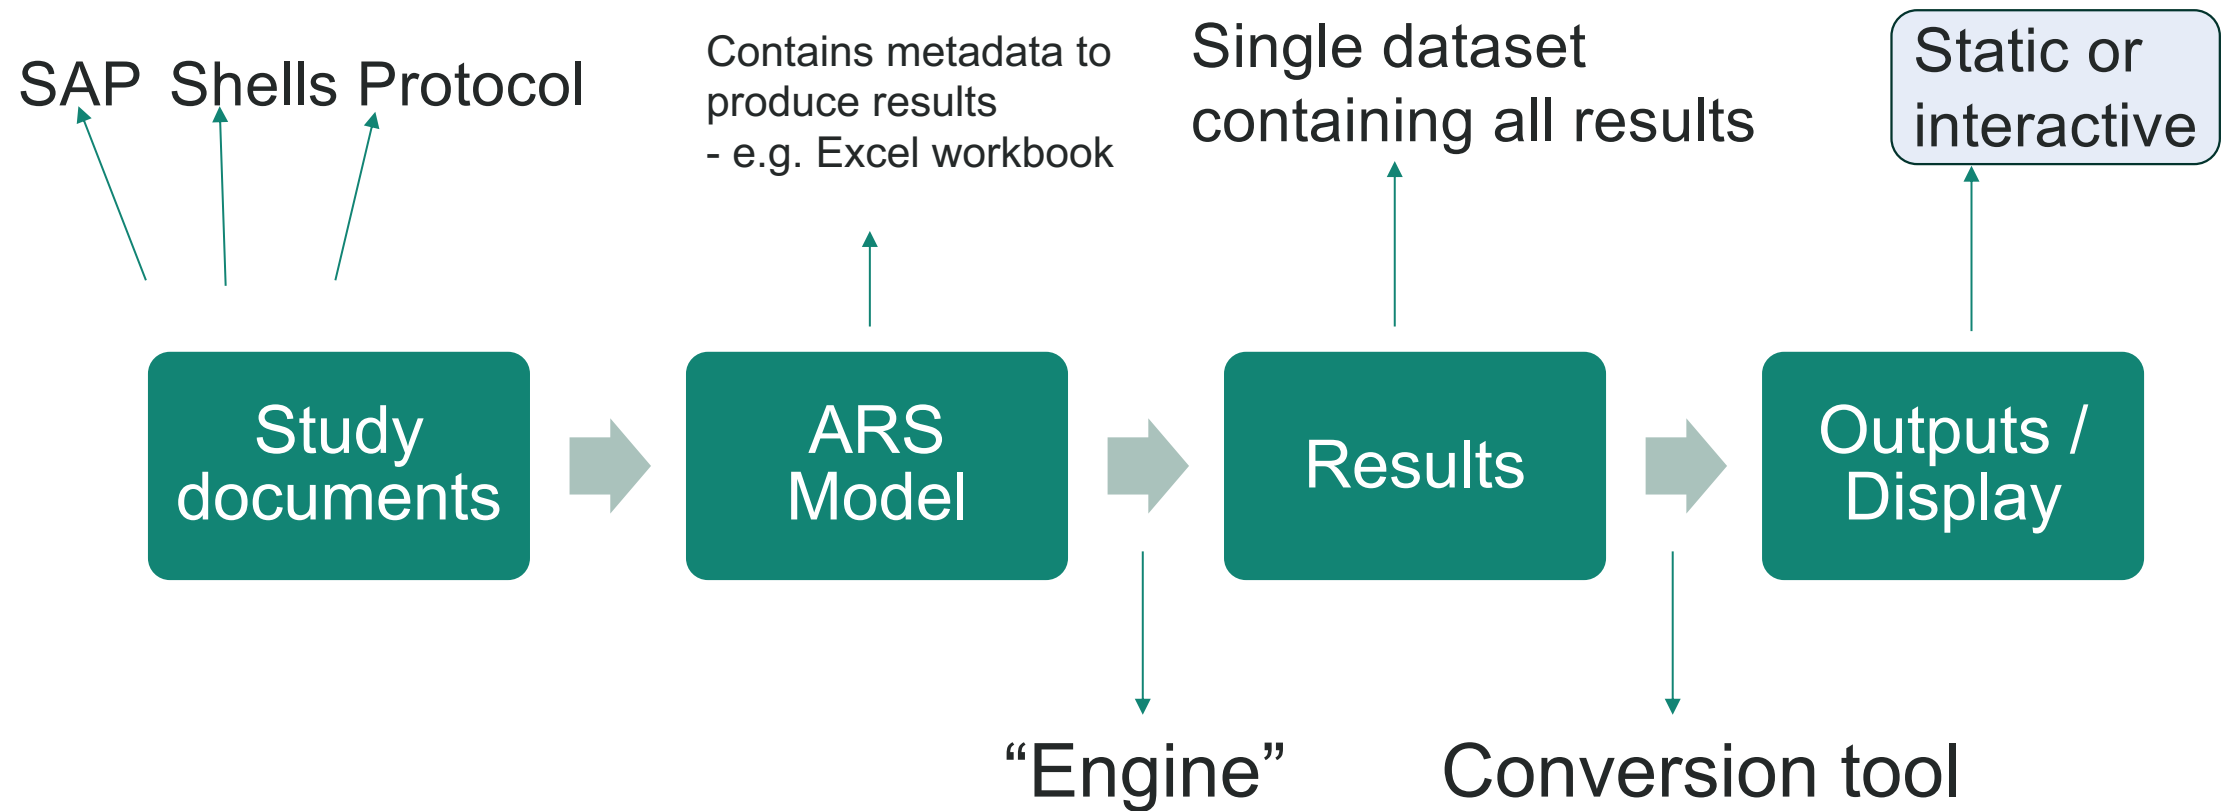 SAP Shells Protocol
Contains metadata to
produce results
- e.g. Excel workbook
Single dataset
containing all results
Static or
interactive
Study
documents
ARS
Model
Results
Outputs /
Display
“Engine”
Conversion tool